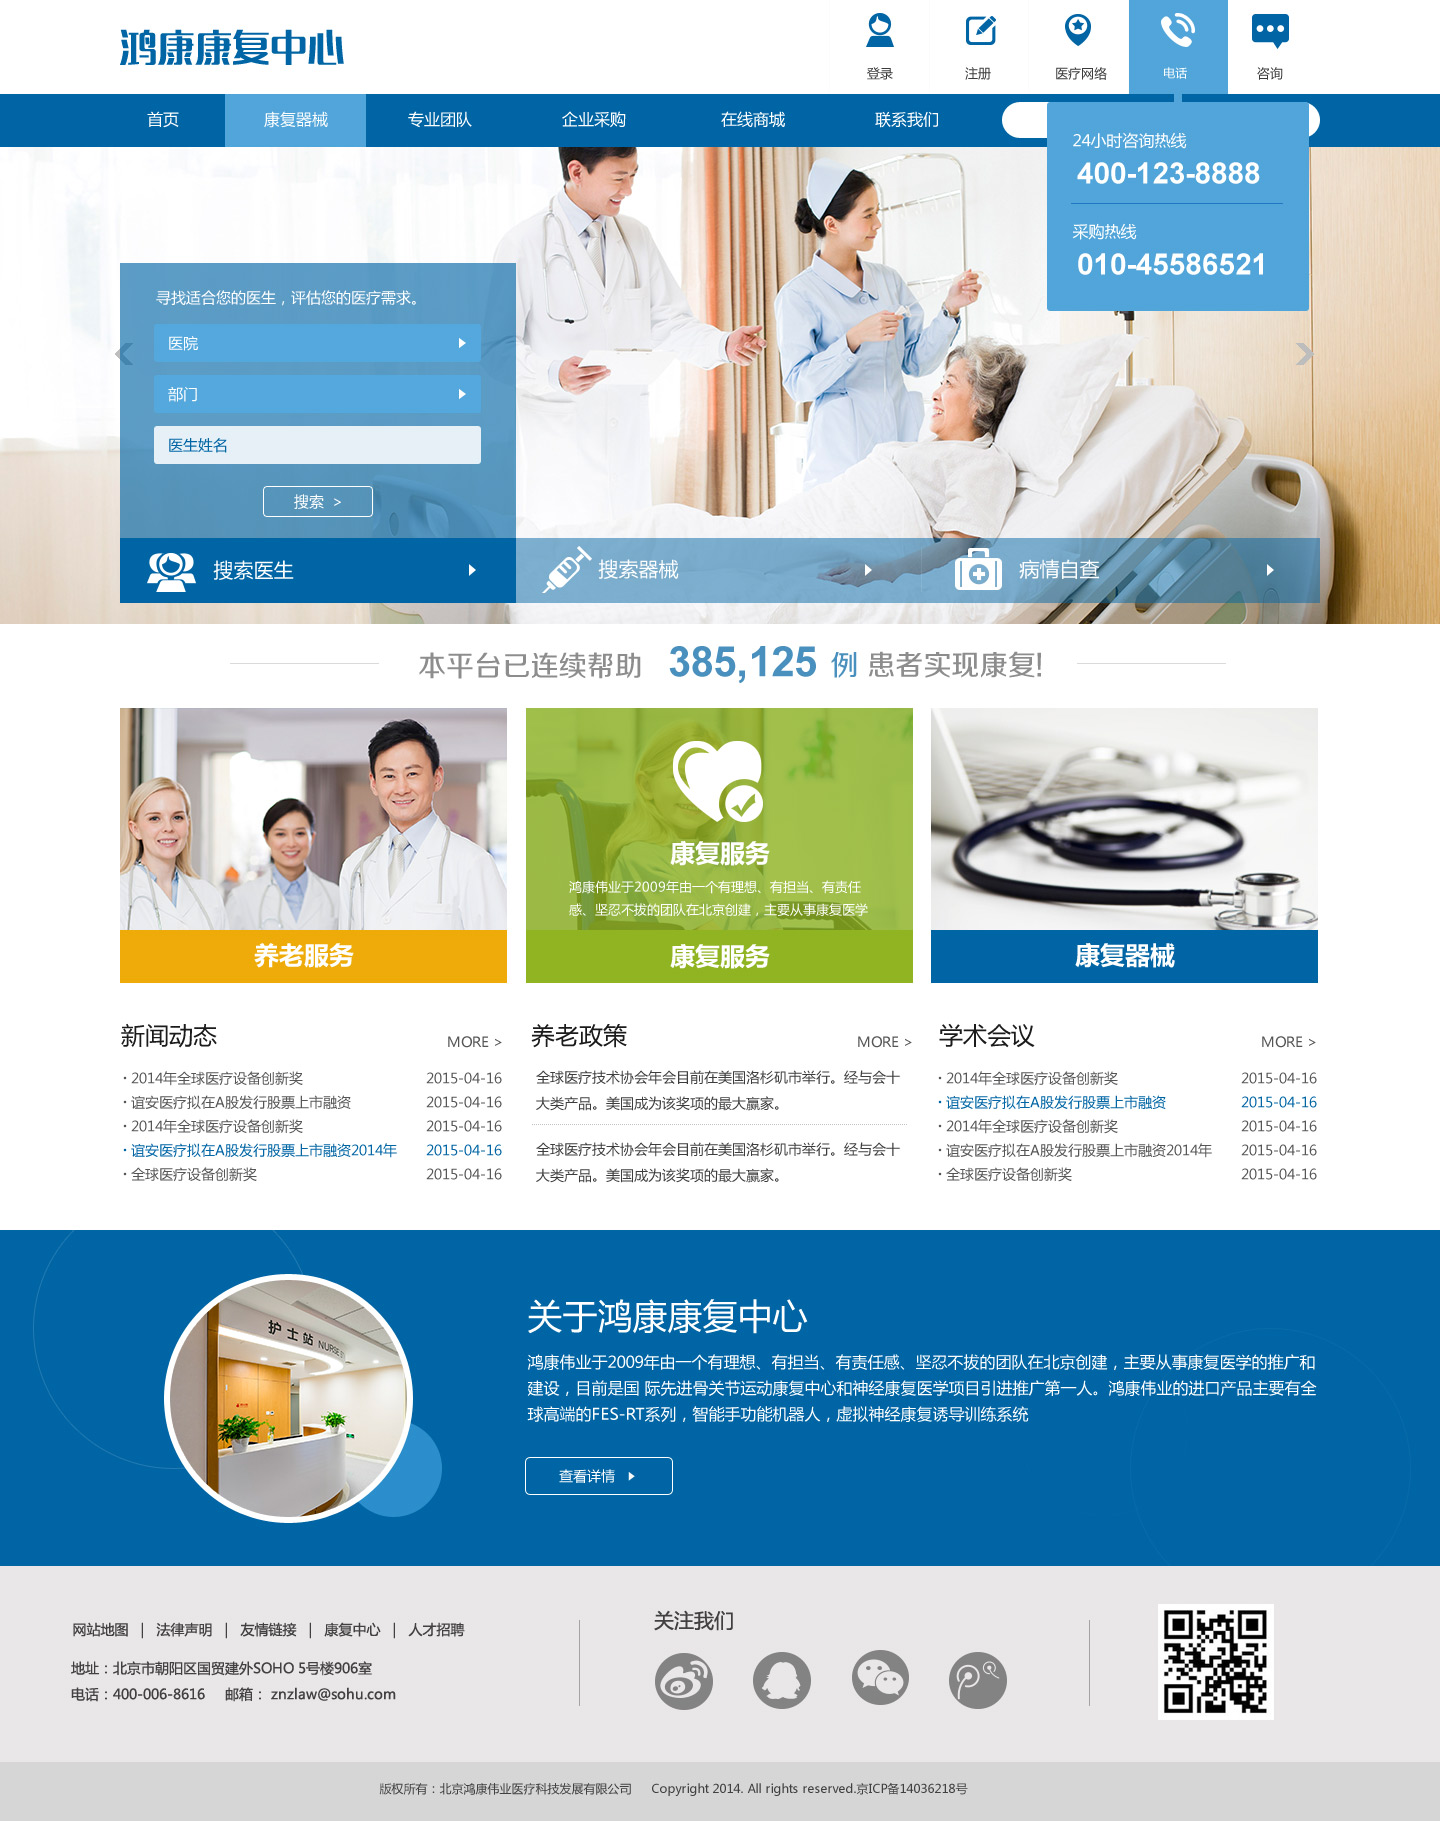 鸿康康复中心
登录
注册
医疗网络
电话
咨询
首页
康复器械
专业团队
企业采购
在线商城
联系我们
24小时咨询热线
400-123-8888
采购热线
010-45586521
寻找适合您的医生，评估您的医疗需求。
医院
部门
医生姓名
搜索 >
搜索医生
搜索器械
病情自查
本平台已连续帮助 385,125 例 患者实现康复!
康复服务
鸿康伟业于2009年由一个有理想、有担当、有责任
感、坚忍不拔的团队在北京创建，主要从事康复医学
养老服务
康复服务
康复器械
新闻动态
MORE >
· 2014年全球医疗设备创新奖 2015-04-16
· 谊安医疗拟在A股发行股票上市融资 2015-04-16
· 2014年全球医疗设备创新奖 2015-04-16
· 谊安医疗拟在A股发行股票上市融资2014年 2015-04-16
· 全球医疗设备创新奖 2015-04-16
养老政策
MORE >
全球医疗技术协会年会目前在美国洛杉矶市举行。经与会十
大类产品。美国成为该奖项的最大赢家。
全球医疗技术协会年会目前在美国洛杉矶市举行。经与会十
大类产品。美国成为该奖项的最大赢家。
学术会议
MORE >
· 2014年全球医疗设备创新奖 2015-04-16
· 谊安医疗拟在A股发行股票上市融资 2015-04-16
· 2014年全球医疗设备创新奖 2015-04-16
· 谊安医疗拟在A股发行股票上市融资2014年 2015-04-16
· 全球医疗设备创新奖 2015-04-16
护士站 NURSE
关于鸿康康复中心
鸿康伟业于2009年由一个有理想、有担当、有责任感、坚忍不拔的团队在北京创建，主要从事康复医学的推广和
建设，目前是国 际先进骨关节运动康复中心和神经康复医学项目引进推广第一人。鸿康伟业的进口产品主要有全
球高端的FES-RT系列，智能手功能机器人，虚拟神经康复诱导训练系统
查看详情
网站地图 | 法律声明 | 友情链接 | 康复中心 | 人才招聘
地址：北京市朝阳区国贸建外SOHO 5号楼906室
电话：400-006-8616 邮箱： znzlaw@sohu.com
关注我们
版权所有：北京鸿康伟业医疗科技发展有限公司 Copyright 2014. All rights reserved.京ICP备14036218号